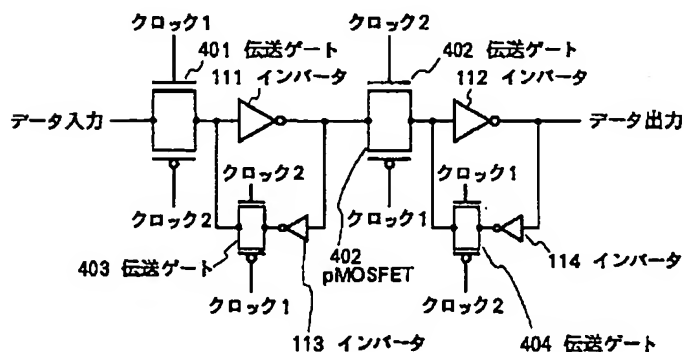 クロック1
クロック2
401 伝送ゲート
402 伝送ゲート
111 インバータ
112 インバータ
データ入力
データ出力
クロック2
クロック1
クロック2
クロック1
403 伝送ゲート
402
pMOSFET
114 インバータ
クロック1
クロック2
113 インバータ
404 伝送ゲート